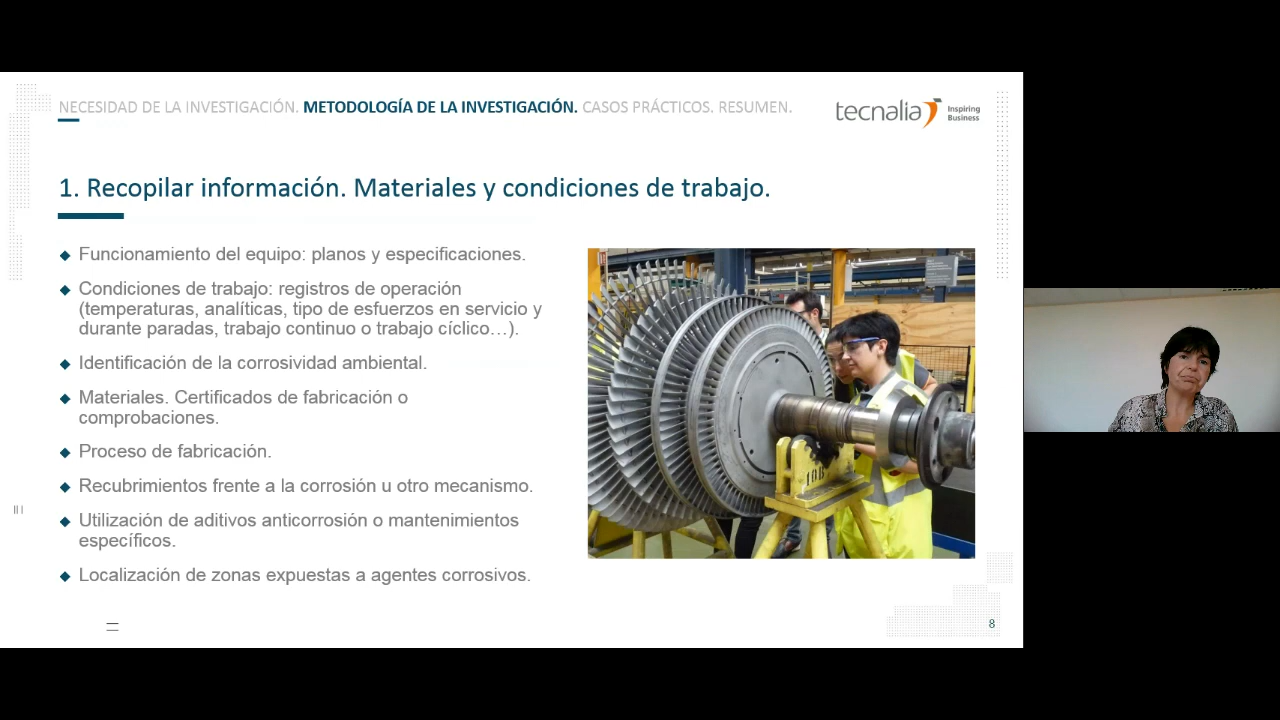 NECESIDAD DE LA INVESTIGACIÓN. METODOLOGÍA DE LA INVESTIGACIÓN. CASOS PRÁCTICOS. RESUMEN.
tecnalia Inspiring
Business
1. Recopilar información. Materiales y condiciones de trabajo.
Funcionamiento del equipo: planos y especificaciones.
Condiciones de trabajo: registros de operación
(temperaturas, analíticas, tipo de esfuerzos en servicio y
durante paradas, trabajo continuo o trabajo cíclico…).
Identificación de la corrosividad ambiental.
Materiales. Certificados de fabricación o
comprobaciones.
Proceso de fabricación.
Recubrimientos frente a la corrosión u otro mecanismo.
Utilización de aditivos anticorrosión o mantenimientos
específicos.
Localización de zonas expuestas a agentes corrosivos.
8